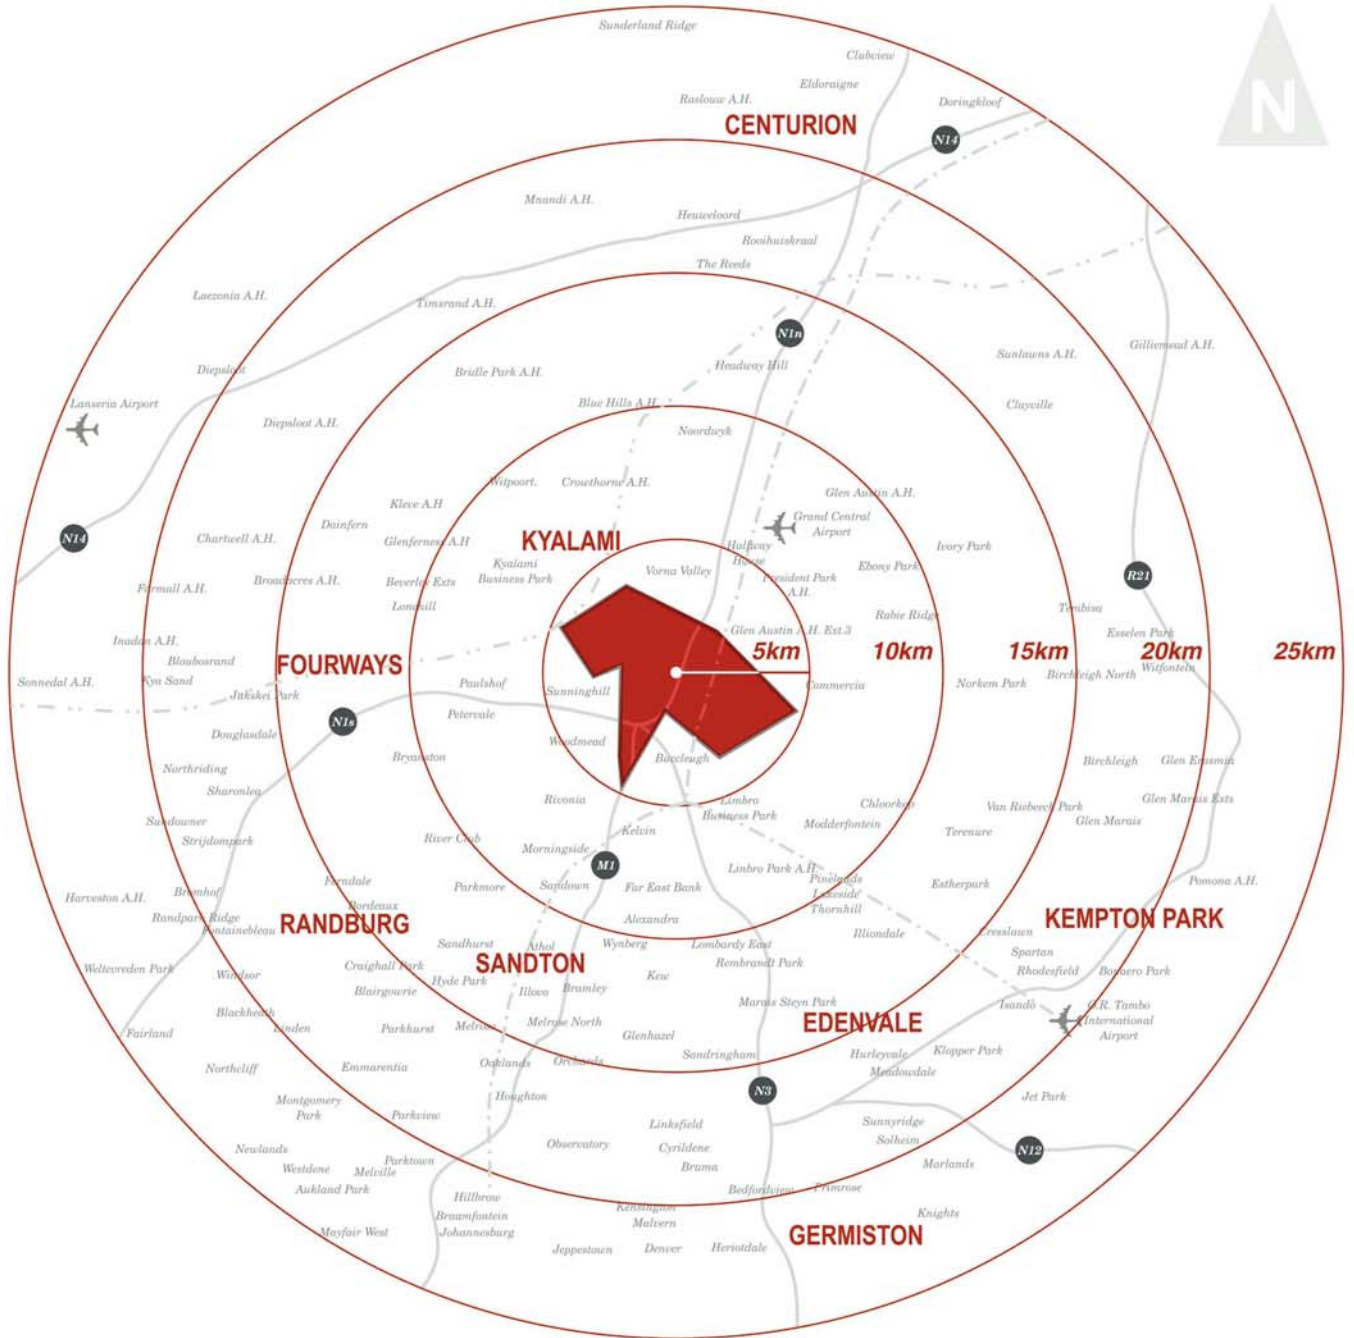 Sunderland Ridge
Clubview
Eldoraigne
Raslouw A.H.
Doringkloof
N
CENTURION
N14
Mnandi A.H.
Heuweloord
Rooihuiskraal
The Reeds
Laezonia A.H.
Timsrand A.H.
N1n
Gilliemead A.H.
Sunlawns A.H.
Headway Hill
Diepsloot
Bridle Park A.H.
Lanseria Airport
Blue Hills A.H.
Clayville
Diepsloot A.H.
Noordwyk
Witpoort.
Crowthorne A.H.
Glen Austin A.H.
Kleve A.H
Dainfern
Grand Central
Airport
N14
Chartwell A.H.
Glenferness A.H
KYALAMI
Halfway
House
Ivory Park
Kyalami
Business Park
Vorna Valley
President Park
A.H.
Ebony Park
R21
Farmall A.H.
Broadacres A.H.
Beverley Exts
Lonehill
Rabie Ridge
Tembisa
Glen Austin A.H. Ext.3
Esselen Park
Inadan A.H.
5km
10km
15km
20km
25km
Bloubosrand
FOURWAYS
Witfontein
Birchleigh North
Sonnedal A.H.
Kya Sand
Jukskei Park
Paulshof
Sunninghill
Commercia
Norkem Park
N1s
Petervale
Douglasdale
Woodmead
Bryanston
Buccleugh
Birchleigh
Glen Erasmia
Northriding
Sharonlea
Rivonia
Limbro
Business Park
Chloorkop
Van Riebeeck Park
Glen Marais Exts
Sundowner
Modderfontein
Glen Marais
Strijdompark
River Club
Kelvin
Terenure
Morningside
M1
Linbro Park A.H.
Ferndale
Parkmore
Sandown
Far East Bank
Pinelands
Lakeside
Thornhill
Estherpark
Pomona A.H.
Harveston A.H.
Bromhof
Bordeaux
Randpark Ridge
Fontainebleau
RANDBURG
Alexandra
KEMPTON PARK
Illiondale
Cresslawn
Sandhurst
Athol
Wynberg
Lombardy East
Spartan
Weltevreden Park
Windsor
Craighall Park
SANDTON
Rembrandt Park
Rhodesfield
Bonaero Park
Hyde Park
Kew
Blairgowrie
Illovo
Bramley
Marais Steyn Park
Isando
O.R. Tambo
International
Airport
Blackheath
Linden
Parkhurst
Melrose
Melrose North
EDENVALE
Fairland
Glenhazel
Northcliff
Emmarentia
Oaklands
Orchards
Sandringham
Hurleyvale
Klopper Park
Meadowdale
N3
Houghton
Jet Park
Montgomery
Park
Parkview
Linksfield
Sunnyridge
Solheim
Newlands
Observatory
Cyrildene
N12
Westdene
Melville
Parktown
Bruma
Marlands
Aukland Park
Hillbrow
Bedfordview
Primrose
Braamfontein
Johannesburg
Kensington
Malvern
Knights
Mayfair West
GERMISTON
Jeppestown
Denver
Heriotdale